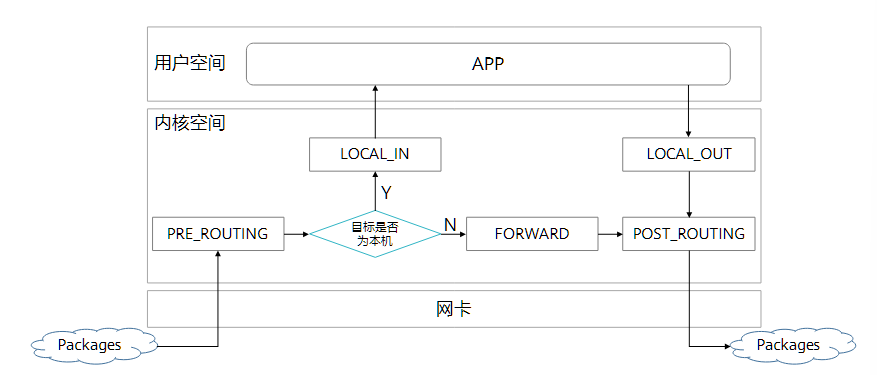 用户空间
APP
内核空间
LOCAL_IN
LOCAL_OUT
Y
PRE_ROUTING
目标是否
为本机
N
FORWARD
POST_ROUTING
网卡
Packages
Packages